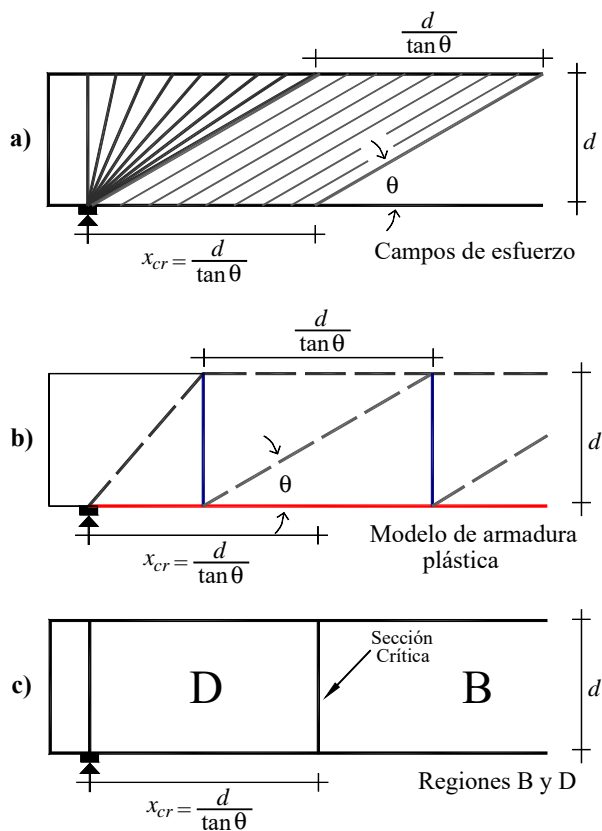 d
tanθ
a)
d
θ
x_cr = d
tanθ
Campos de esfuerzo
d
tanθ
b)
d
θ
x_cr = d
tanθ
Modelo de armadura
plástica
Sección
Crítica
c)
D
B
d
x_cr = d
tanθ
Regiones B y D